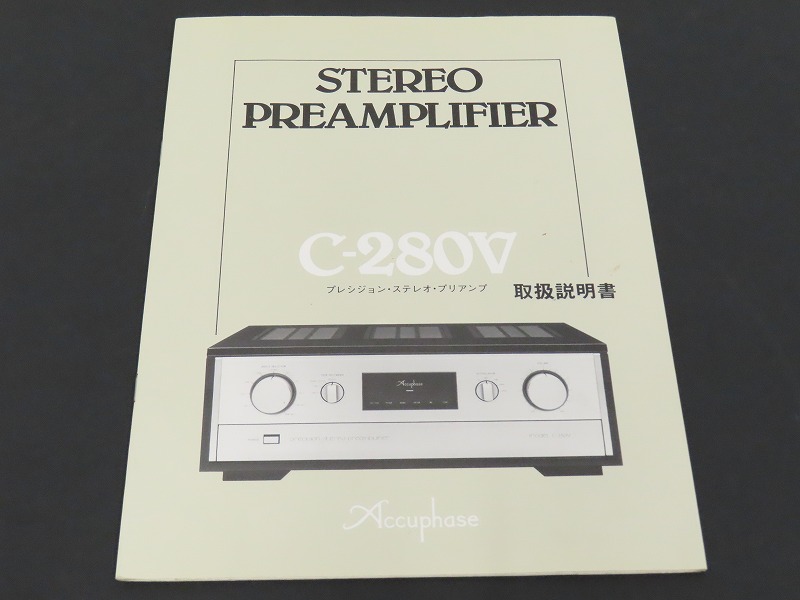 STEREO
PREAMPLIFIER
C-280V
プレシジョン・ステレオ・プリアンプ
取扱説明書
Accuphase
Accuphase